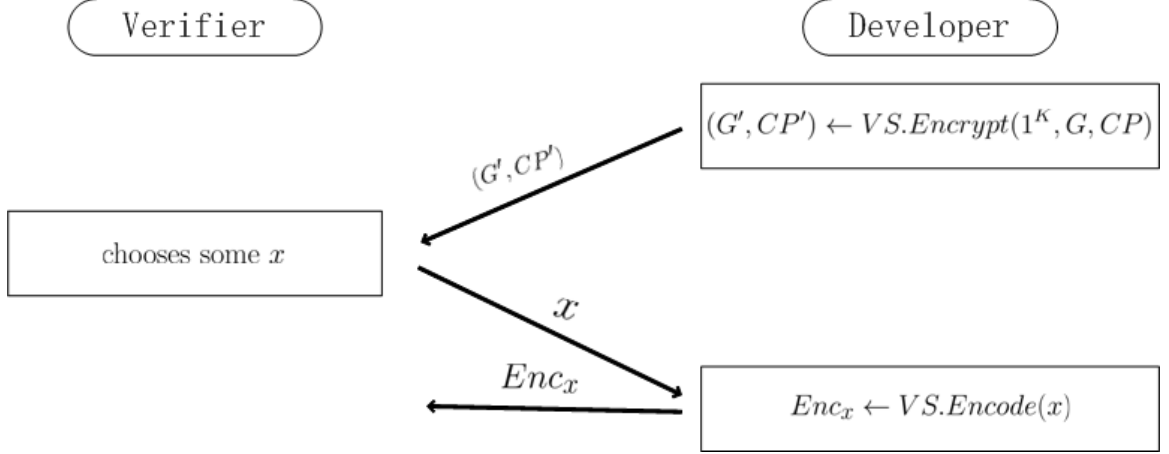 Verifier
Developer
(G′, CP′) ← VS.Encrypt(1^K, G, CP)
(G′, CP′)
chooses some x
x
Enc_x
Enc_x ← VS.Encode(x)